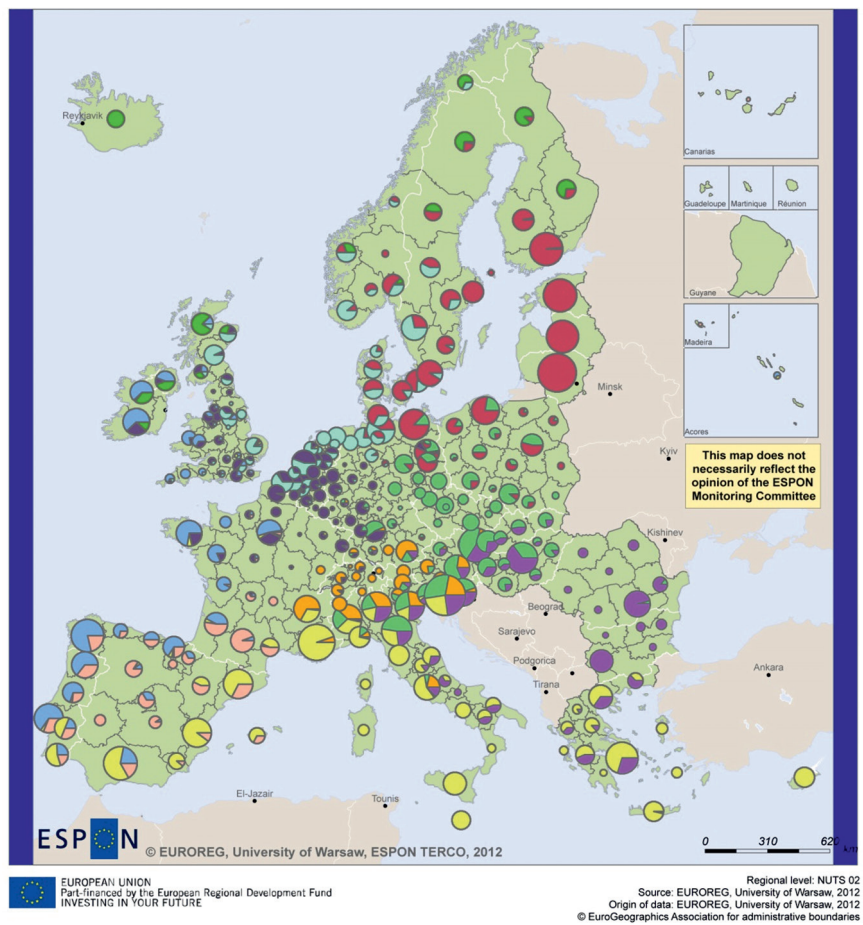 Reykjavik
Canarias
Guadeloupe
Martinique
Réunion
Guyane
Madeira
Acores
Minsk
Kyiv
This map does not
necessarily reflect the
opinion of the ESPON
Monitoring Committee
Kishinev
Beograd
Sarajevo
Podgorica
Tirana
Ankara
El-Jazair
Tounis
ESPON
© EUROREG, University of Warsaw, ESPON TERCO, 2012
0 310 620
km
EUROPEAN UNION
Part-financed by the European Regional Development Fund
INVESTING IN YOUR FUTURE
Regional level: NUTS 02
Source: EUROREG, University of Warsaw, 2012
Origin of data: EUROREG, University of Warsaw, 2012
© EuroGeographics Association for administrative boundaries